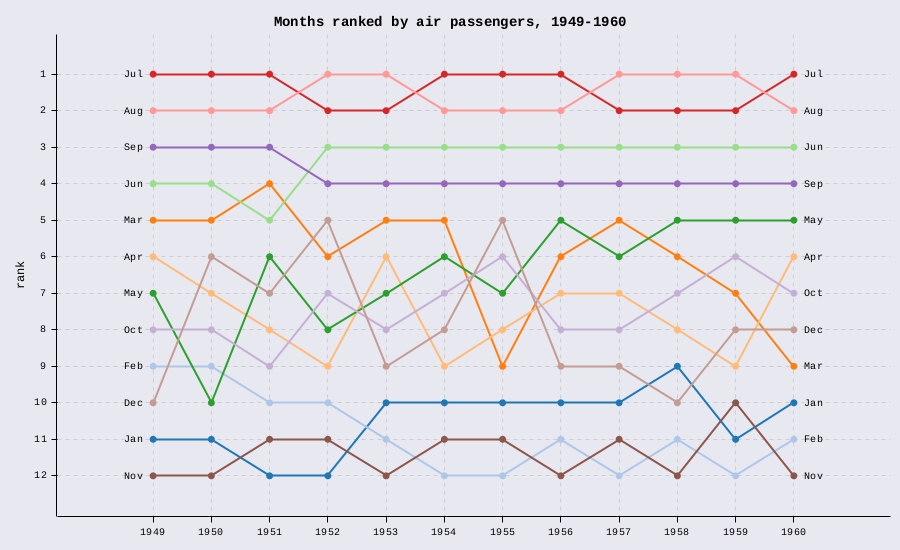 Months ranked by air passengers, 1949-1960
rank
1 Jul Jul
2 Aug Aug
3 Sep Jun
4 Jun Sep
5 Mar May
6 Apr Apr
7 May Oct
8 Oct Dec
9 Feb Mar
10 Dec Jan
11 Jan Feb
12 Nov Nov
1949 1950 1951 1952 1953 1954 1955 1956 1957 1958 1959 1960